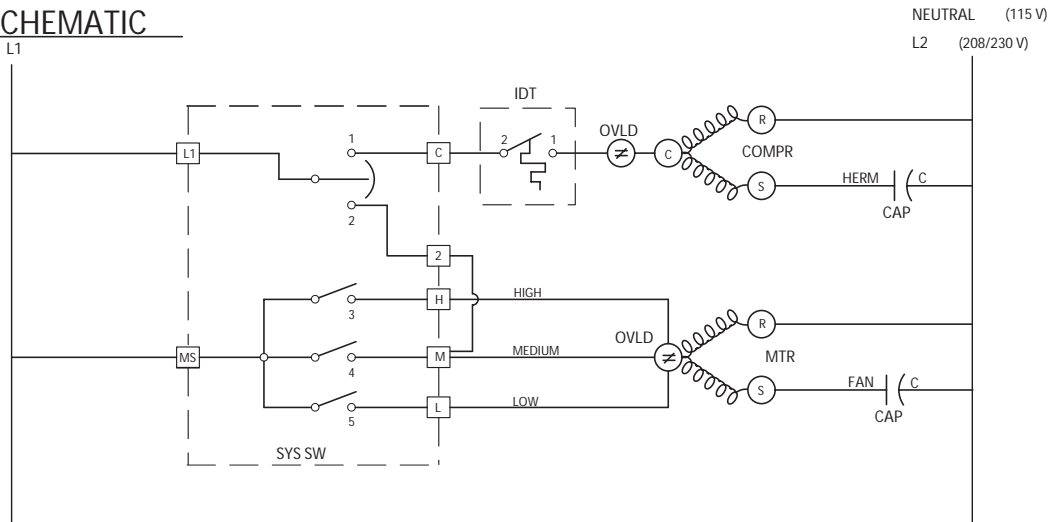 CHEMATIC
NEUTRAL (115 V)
L1
L2 (208/230 V)
IDT
OVLD
L1
1
C
2
1
≠
C
R
COMPR
S
HERM
C
CAP
2
2
H
HIGH
3
MS
M
MEDIUM
4
OVLD
≠
R
MTR
S
FAN
C
CAP
L
LOW
5
SYS SW